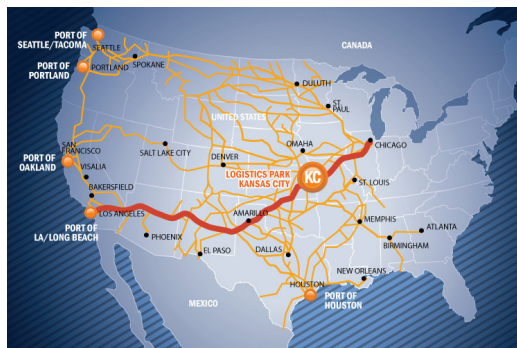 PORT OF
SEATTLE/TACOMA
SEATTLE
CANADA
PORT OF
PORTLAND
PORTLAND
SPOKANE
DULUTH
ST.
PAUL
UNITED STATES
SAN
FRANCISCO
SALT LAKE CITY
OMAHA
CHICAGO
PORT OF
OAKLAND
VISALIA
DENVER
LOGISTICS PARK
KANSAS CITY
KC
ST. LOUIS
BAKERSFIELD
LOS ANGELES
AMARILLO
MEMPHIS
ATLANTA
PORT OF
LA/LONG BEACH
PHOENIX
EL PASO
DALLAS
BIRMINGHAM
NEW ORLEANS
HOUSTON
MEXICO
PORT OF
HOUSTON